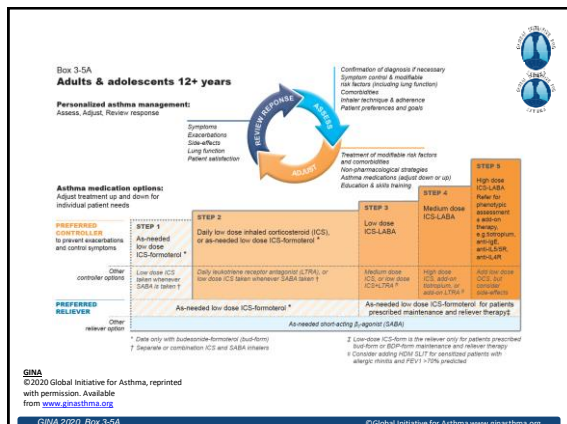 Box 3-5A
Adults & adolescents 12+ years
Personalized asthma management:
Assess, Adjust, Review response
Symptoms
Exacerbations
Side-effects
Lung function
Patient satisfaction
REVIEW REPONSE
ASSESS
ADJUST
Confirmation of diagnosis if necessary
Symptom control & modifiable
risk factors (including lung function)
Comorbidities
Inhaler technique & adherence
Patient preferences and goals
Treatment of modifiable risk factors
and comorbidities
Non-pharmacological strategies
Asthma medications (adjust down or up)
Education & skills training
Asthma medication options:
Adjust treatment up and down for
individual patient needs
PREFERRED
CONTROLLER
to prevent exacerbations
and control symptoms
STEP 1
As-needed
low dose
ICS-formoterol *
STEP 2
Daily low dose inhaled corticosteroid (ICS),
or as-needed low dose ICS-formoterol *
STEP 3
Low dose
ICS-LABA
STEP 4
Medium dose
ICS-LABA
STEP 5
High dose
ICS-LABA
Refer for
phenotypic
assessment
± add-on
therapy,
e.g.tiotropium,
anti-IgE,
anti-IL5/5R,
anti-IL4R
Other
controller options
Low dose ICS
taken whenever
SABA is taken †
Daily leukotriene receptor antagonist (LTRA), or
low dose ICS taken whenever SABA taken †
Medium dose
ICS, or low dose
ICS+LTRA
High dose
ICS, add-on
tiotropium, or
add-on LTRA
Add low dose
OCS, but
consider
side-effects
PREFERRED
RELIEVER
As-needed low dose ICS-formoterol *
As-needed low dose ICS-formoterol for patients
prescribed maintenance and reliever therapy‡
Other
reliever option
As-needed short-acting β₂-agonist (SABA)
* Data only with budesonide-formoterol (bud-form)
† Separate or combination ICS and SABA inhalers
‡ Low-dose ICS-form is the reliever only for patients prescribed
bud-form or BDP-form maintenance and reliever therapy
Consider adding HDM SLIT for sensitized patients with
allergic rhinitis and FEV1 >70% predicted
GINA
©2020 Global Initiative for Asthma, reprinted
with permission. Available
from www.ginasthma.org
GINA 2020, Box 3-5A
©Global Initiative for Asthma www.ginasthma.org